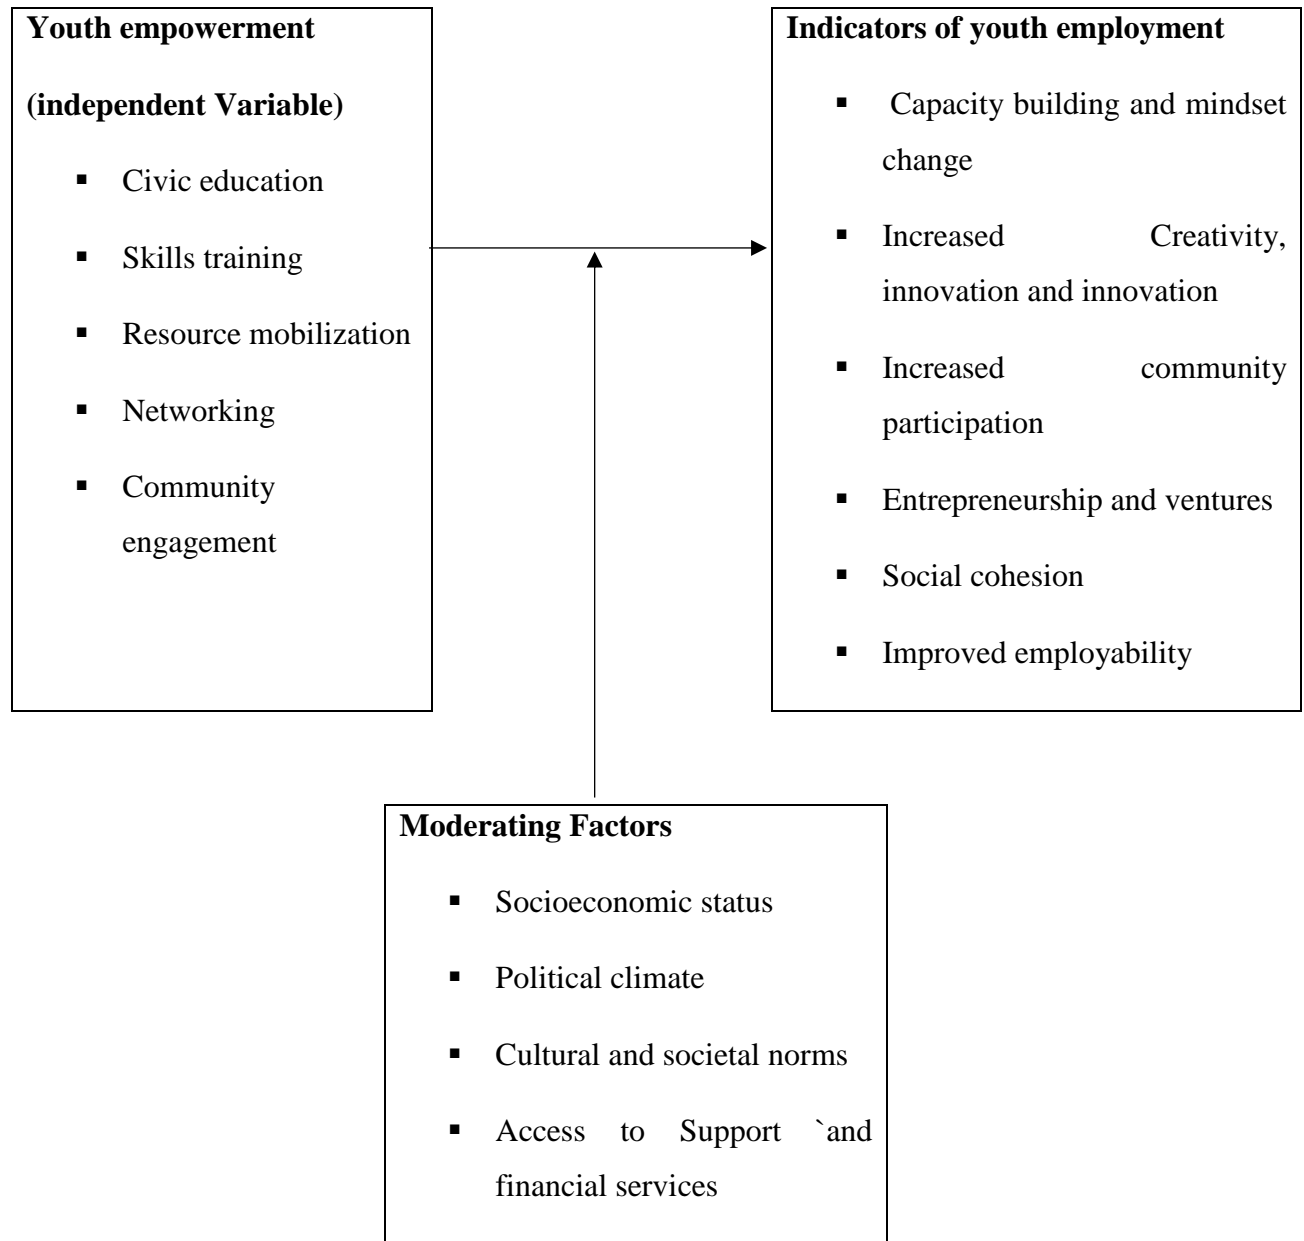 Youth empowerment
(independent Variable)
▪ Civic education
▪ Skills training
▪ Resource mobilization
▪ Networking
▪ Community
engagement
Indicators of youth employment
▪ Capacity building and mindset
change
▪ Increased Creativity,
innovation and innovation
▪ Increased community
participation
▪ Entrepreneurship and ventures
▪ Social cohesion
▪ Improved employability
Moderating Factors
▪ Socioeconomic status
▪ Political climate
▪ Cultural and societal norms
▪ Access to Support `and
financial services